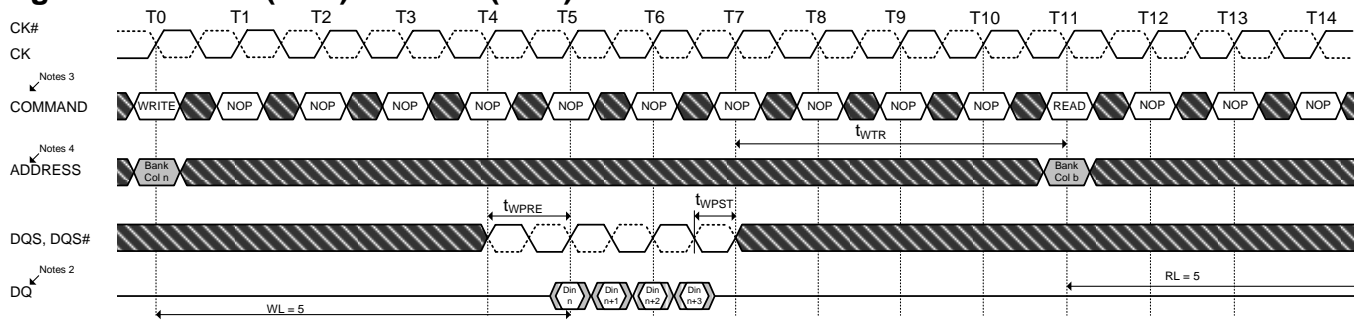 T0 T1 T2 T3 T4 T5 T6 T7 T8 T9 T10 T11 T12 T13 T14
CK#
CK
Notes 3
COMMAND
WRITE NOP NOP NOP NOP NOP NOP NOP NOP NOP NOP READ NOP NOP NOP
tWTR
Notes 4
ADDRESS
Bank
Col n
Bank
Col b
tWPRE
tWPST
DQS, DQS#
Notes 2
DQ
Din
n
Din
n+1
Din
n+2
Din
n+3
WL = 5
RL = 5